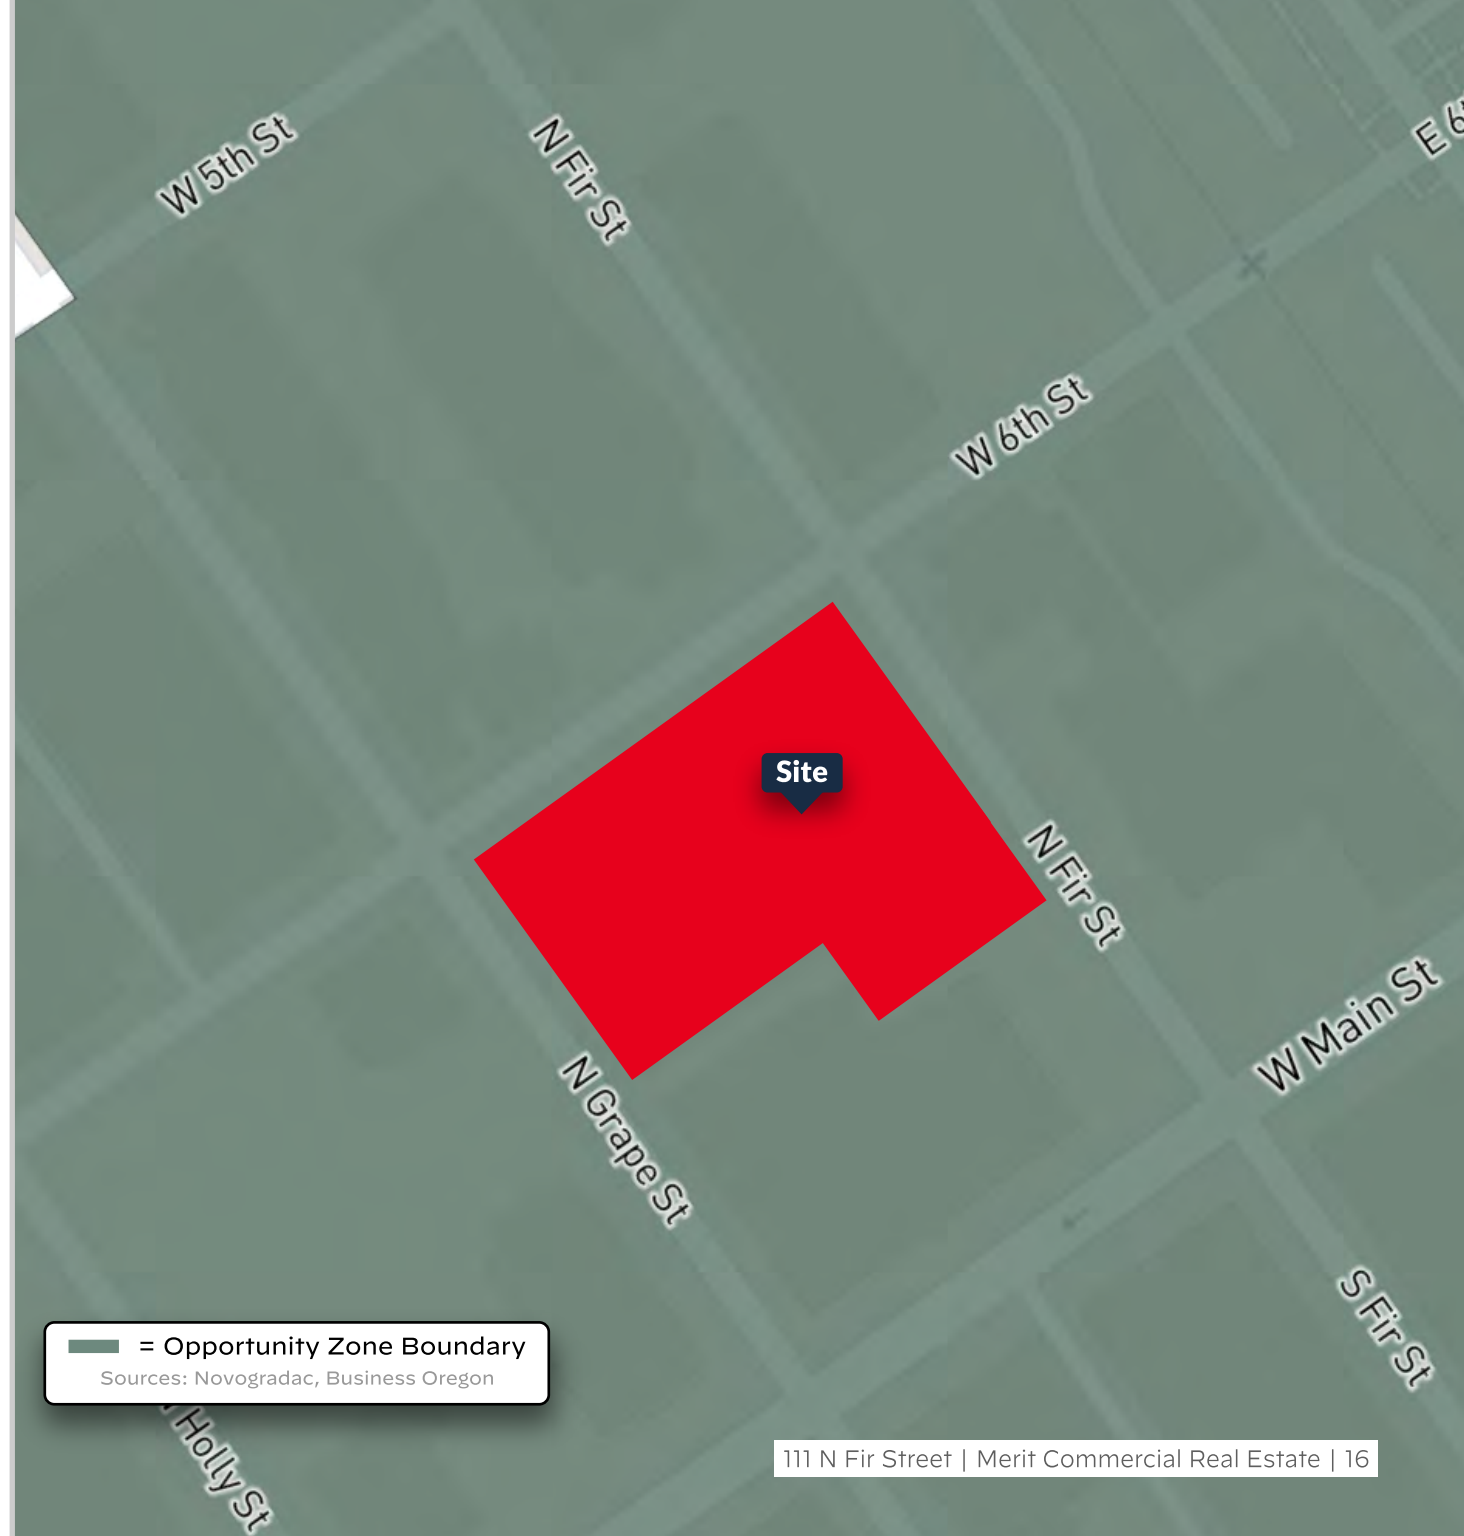 W 5th St
N Fir St
E 6
W 6th St
Site
N Fir St
W Main St
N Grape St
S Fir St
= Opportunity Zone Boundary
Sources: Novogradac, Business Oregon
Holly St
111 N Fir Street | Merit Commercial Real Estate | 16